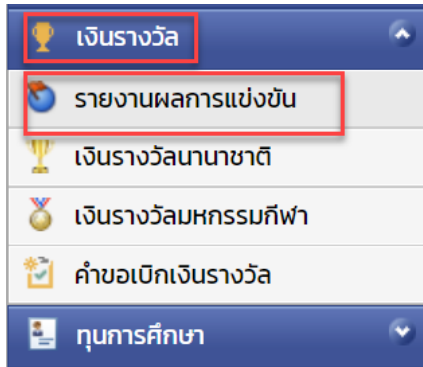 เงินรางวัล
รายงานผลการแข่งขัน
เงินรางวัลนานาชาติ
เงินรางวัลมหกรรมกีฬา
คำขอเบิกเงินรางวัล
ทุนการศึกษา